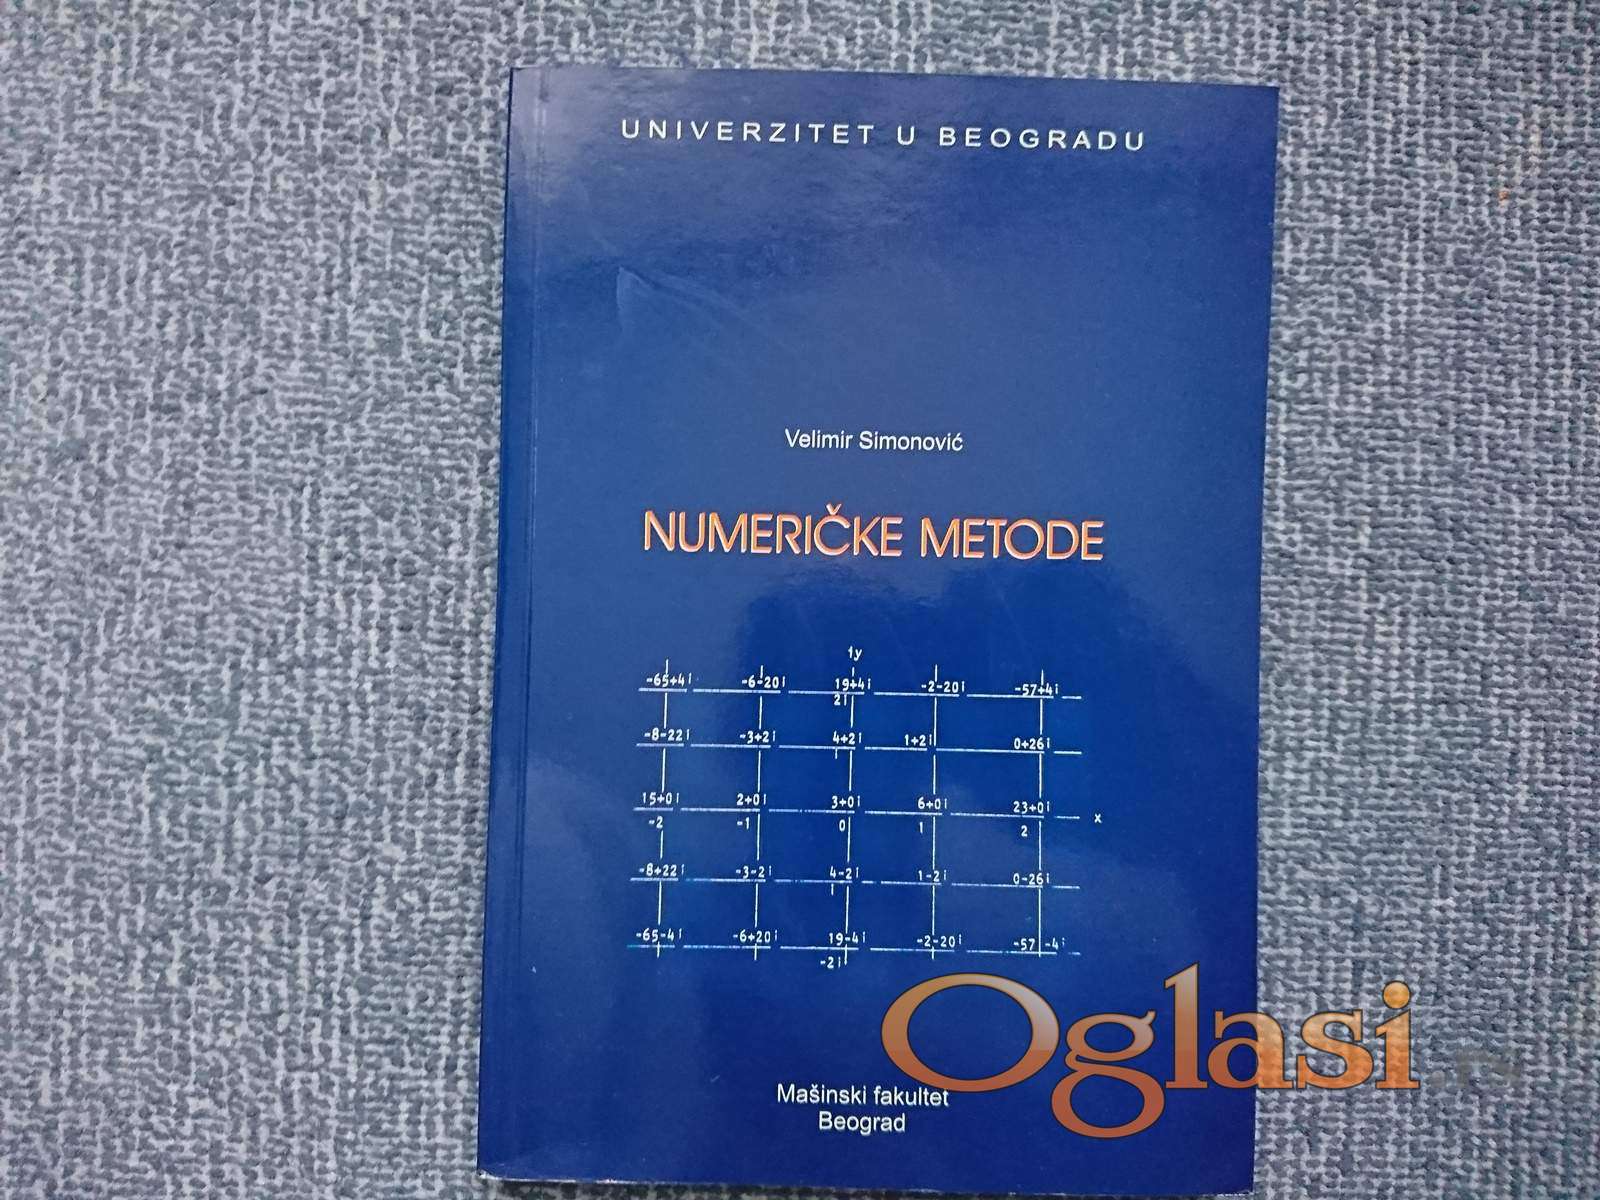 UNIVERZITET U BEOGRADU
Velimir Simonović
NUMERIČKE METODE
iy
-65+4i -6-20i 19+4i -2-20i -57+4i
2i
-8-22i -3+2i 4+2i 1+2i 0+26i
i
15+0i 2+0i 3+0i 6+0i 23+0i
x
-2 -1 0 1 2
-8+22i -3-2i 4-2i 1-2i 0-26i
-65-4i -6+20i 19-4i -2-20i -57-4i
-2i
Mašinski fakultet
Beograd
Oglasi